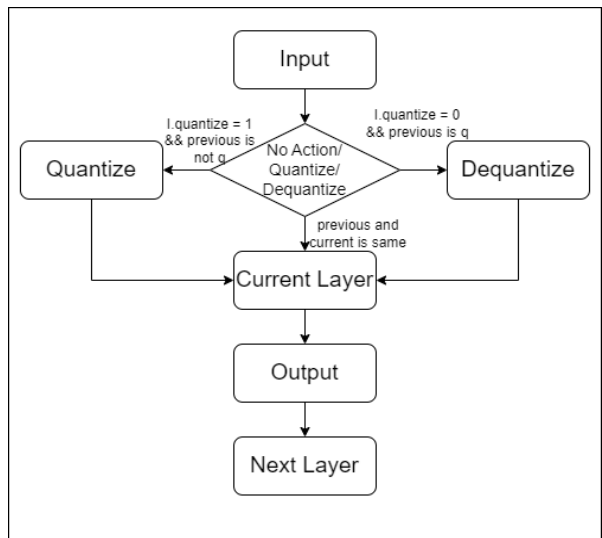 Input
l.quantize = 1
&& previous is
not q
l.quantize = 0
&& previous is q
No Action/
Quantize/
Dequantize
Quantize
Dequantize
previous and
current is same
Current Layer
Output
Next Layer